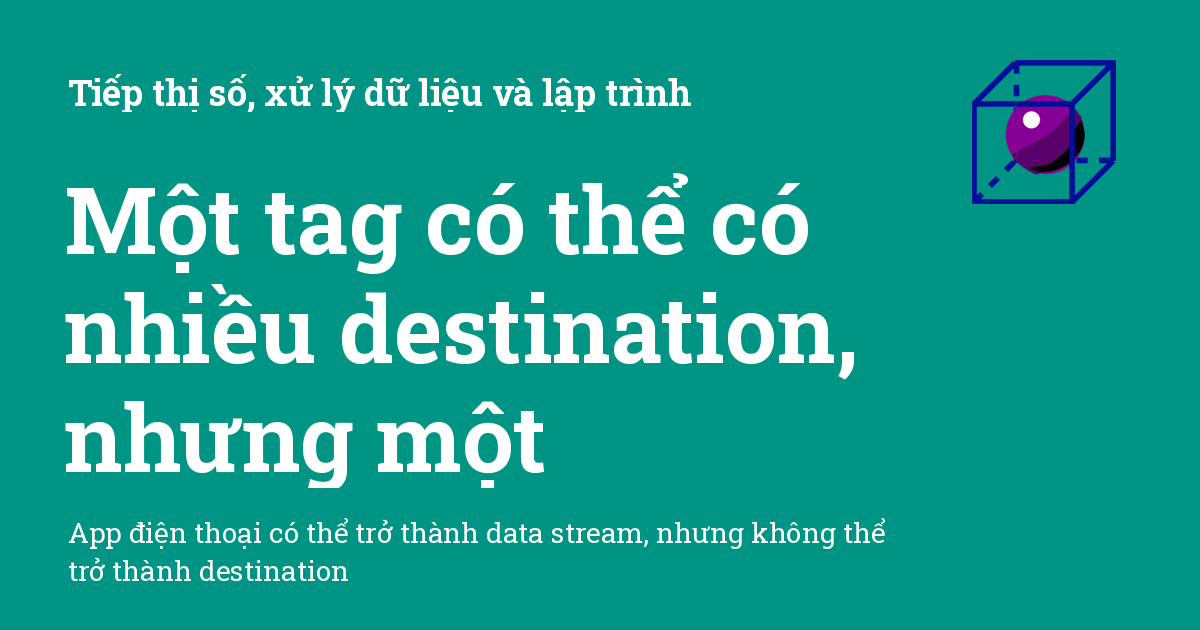 Tiếp thị số, xử lý dữ liệu và lập trình
Một tag có thể có
nhiều destination,
nhưng một
App điện thoại có thể trở thành data stream, nhưng không thể
trở thành destination